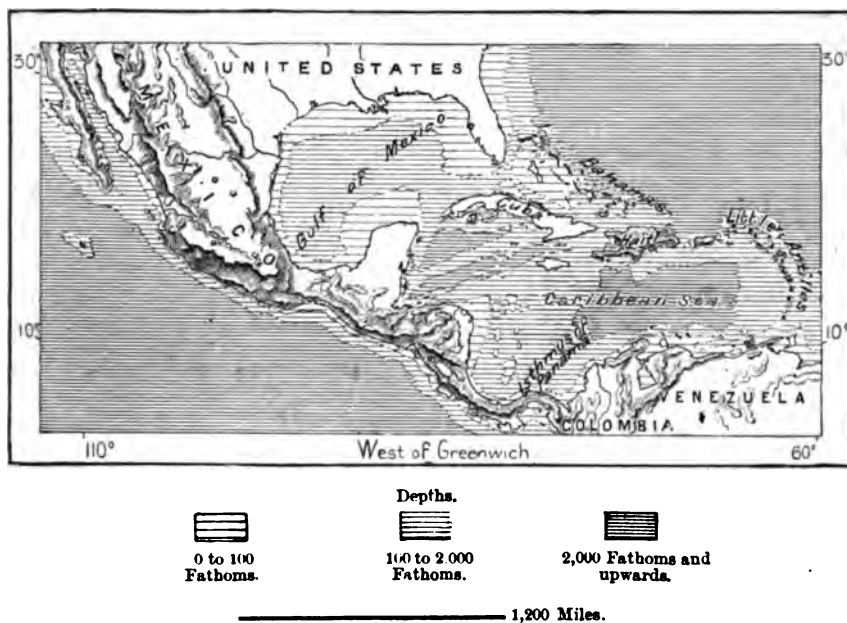 30°
30°
UNITED STATES
MEXICO
Gulf of Mexico
Bahamas
Cuba
Haiti
Little Antilles
Caribbean Sea
10°
10°
Isthmus of
Panama
VENEZUELA
COLOMBIA
110°
West of Greenwich
60°
Depths.
0 to 100
Fathoms.
100 to 2.000
Fathoms.
2,000 Fathoms and
upwards.
1,200 Miles.